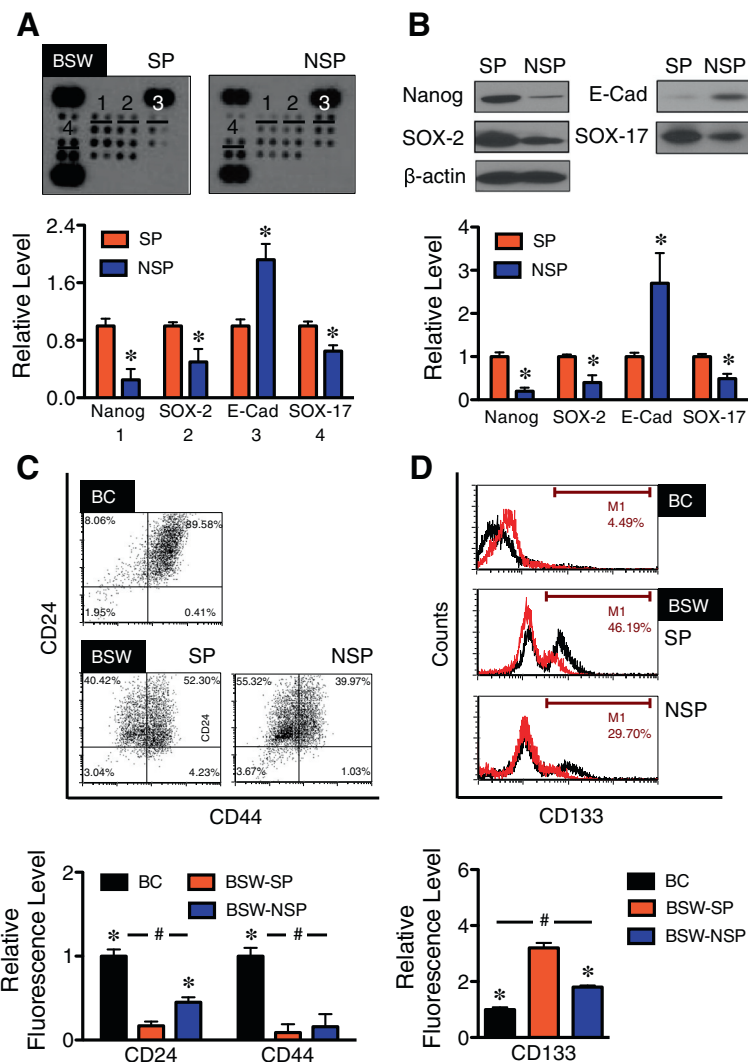 A
BSW SP NSP
1 2 3
4
1 2 3
4
Relative Level
2.4
1.6
0.8
0.0
SP
NSP
* * * *
Nanog SOX-2 E-Cad SOX-17
1 2 3 4
B
SP NSP SP NSP
Nanog E-Cad
SOX-2 SOX-17
β-actin
Relative Level
4
3
2
1
0
SP
NSP
* * * *
Nanog SOX-2 E-Cad SOX-17
C
BC
8.06% 89.58%
1.95% 0.41%
CD24
BSW SP NSP
40.42% 52.30%
3.04% 4.23%
CD24
55.32% 39.97%
3.67% 1.03%
CD44
Relative
Fluorescence Level
2
1
0
BC BSW-SP
BSW-NSP
* # * * #
CD24 CD44
D
BC
M1
4.49%
BSW
SP
M1
46.19%
NSP
M1
29.70%
Counts
CD133
Relative
Fluorescence Level
6
4
2
0
BC
BSW-SP
BSW-NSP
#
* *
CD133